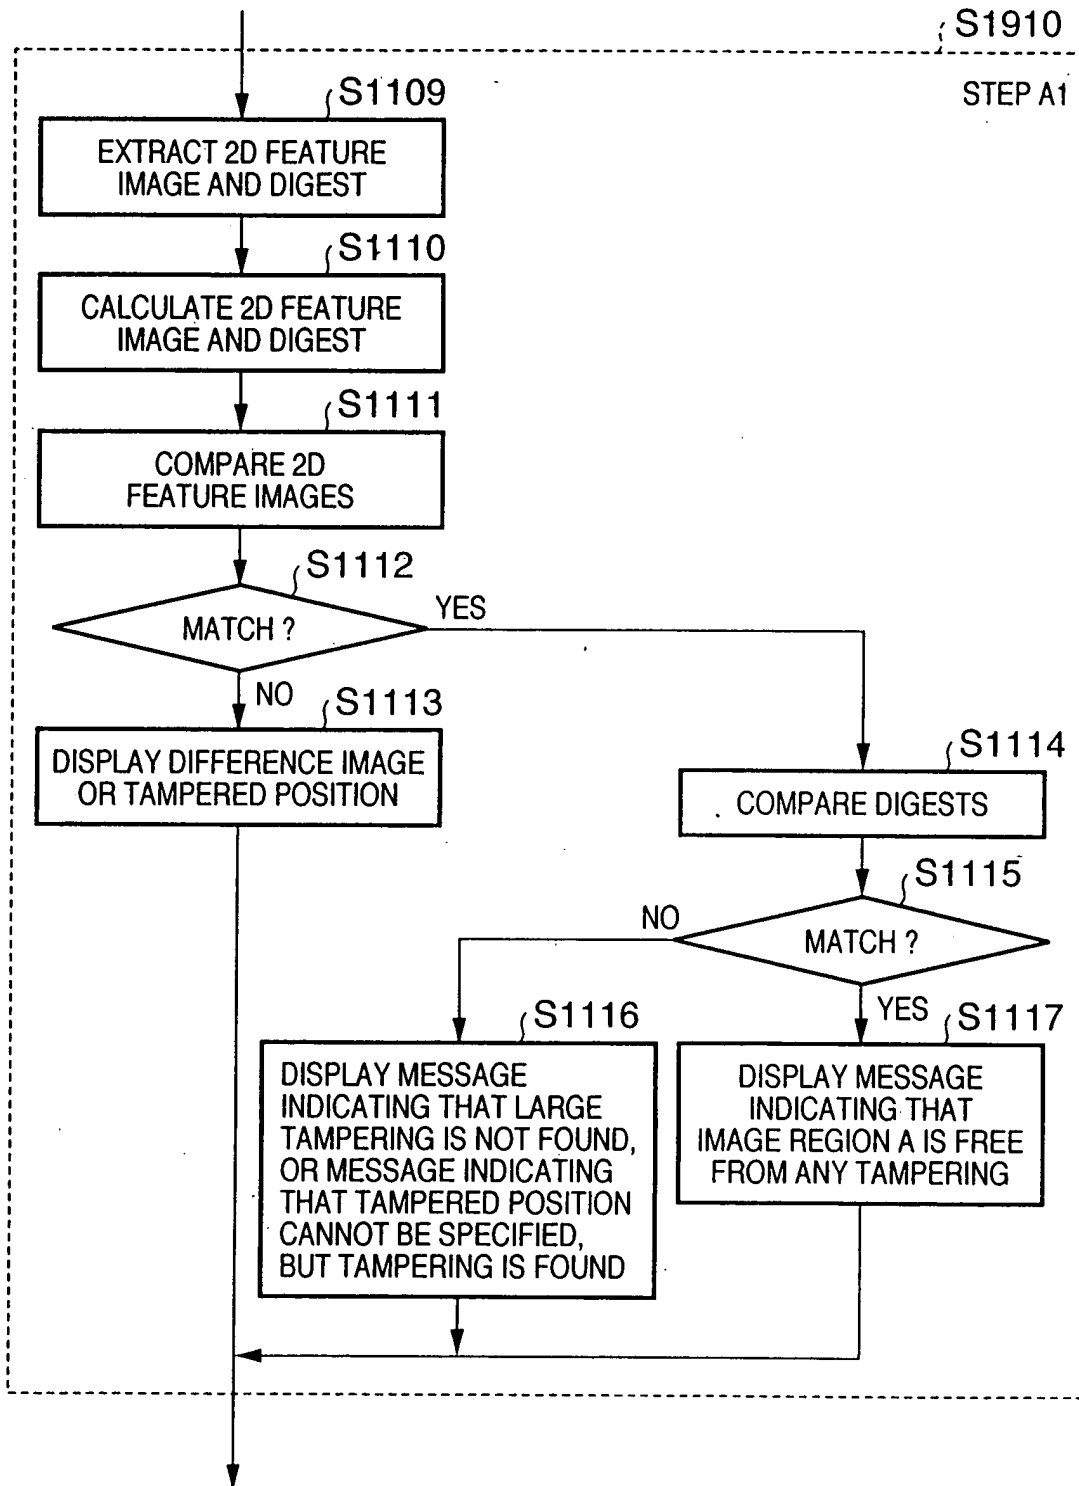 S1910
STEP A1
S1109
EXTRACT 2D FEATURE
IMAGE AND DIGEST
S1110
CALCULATE 2D FEATURE
IMAGE AND DIGEST
S1111
COMPARE 2D
FEATURE IMAGES
S1112
MATCH ?
YES
NO
S1113
DISPLAY DIFFERENCE IMAGE
OR TAMPERED POSITION
S1114
COMPARE DIGESTS
S1115
MATCH ?
NO
YES
S1116
DISPLAY MESSAGE
INDICATING THAT LARGE
TAMPERING IS NOT FOUND,
OR MESSAGE INDICATING
THAT TAMPERED POSITION
CANNOT BE SPECIFIED,
BUT TAMPERING IS FOUND
S1117
DISPLAY MESSAGE
INDICATING THAT
IMAGE REGION A IS FREE
FROM ANY TAMPERING